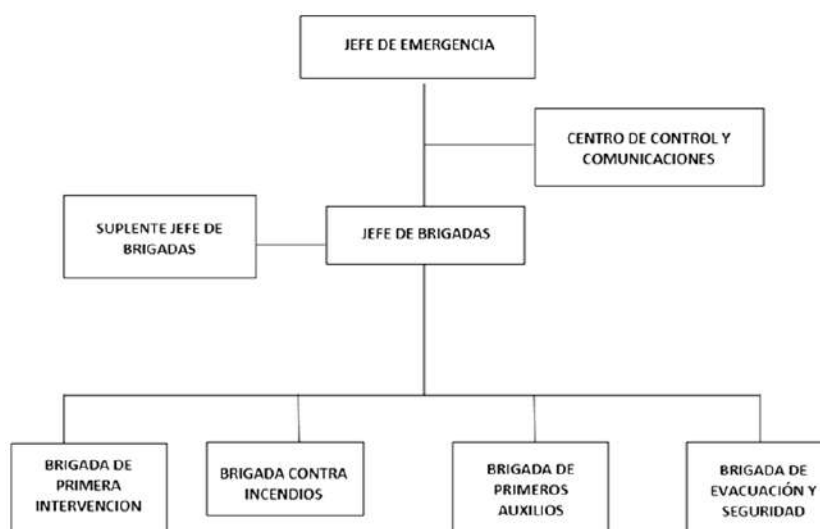 JEFE DE EMERGENCIA
CENTRO DE CONTROL Y
COMUNICACIONES
SUPLENTE JEFE DE
BRIGADAS
JEFE DE BRIGADAS
BRIGADA DE
PRIMERA
INTERVENCION
BRIGADA CONTRA
INCENDIOS
BRIGADA DE
PRIMEROS
AUXILIOS
BRIGADA DE
EVACUACIÓN Y
SEGURIDAD